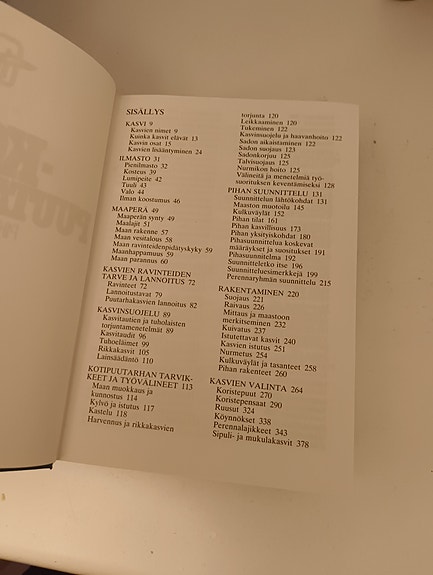 SISÄLLYS
KASVI 9
Kasvien nimet 9
Kuinka kasvit elävät 13
Kasvin osat 15
Kasvien lisääntyminen 24
ILMASTO 31
Pienilmasto 32
Kosteus 39
Lumipeite 42
Tuuli 43
Valo 44
Ilman koostumus 46
MAAPERÄ 49
Maaperän synty 49
Maalajit 51
Maan rakenne 57
Maan vesitalous 58
Maan ravinteidenpidätyskyky 59
Maanhappamuus 59
Maan parannus 60
KASVIEN RAVINTEIDEN
TARVE JA LANNOITUS 72
Ravinteet 72
Lannoitustavat 79
Puutarhakasvien lannoitus 82
KASVINSUOJELU 89
Kasvitautien ja tuholaisten
torjuntamenetelmät 89
Kasvitaudit 96
Tuhoeläimet 99
Rikkakasvit 105
Lainsäädäntö 110
KOTIPUUTARHAN TARVIK-
KEET JA TYÖVÄLINEET 113
Maan muokkaus ja
kunnostus 114
Kylvö ja istutus 117
Kastelu 118
Harvennus ja rikkakasvien
torjunta 120
Leikkaaminen 120
Tukeminen 122
Kasvinsuojelu ja haavanhoito 122
Sadon aikaistaminen 122
Sadon suojaus 123
Sadonkorjuu 125
Talvisuojaus 125
Nurmikon hoito 125
Välineitä ja menetelmiä työ-
suorituksen keventämiseksi 128
PIHAN SUUNNITTELU 131
Suunnittelun lähtökohdat 131
Maaston muotoilu 145
Kulkuväylät 152
Pihan tilat 161
Pihan kasvillisuus 173
Pihan yksityiskohdat 180
Pihasuunnittelua koskevat
määräykset ja suositukset 191
Pihasuunnitelma 192
Suunnitteletko itse 196
Suunnitteluesimerkkejä 199
Perennaryhmän suunnittelu 215
RAKENTAMINEN 220
Suojaus 221
Raivaus 226
Mittaus ja maastoon
merkitseminen 232
Kuivatus 237
Istutettavat kasvit 240
Kasvien istutus 251
Nurmetus 254
Kulkuväylät ja tasanteet 258
Pihan rakenteet 260
KASVIEN VALINTA 264
Koristepuut 270
Koristepensaat 290
Ruusut 324
Köynnökset 338
Perennalajikkeet 343
Sipuli- ja mukulakasvit 378